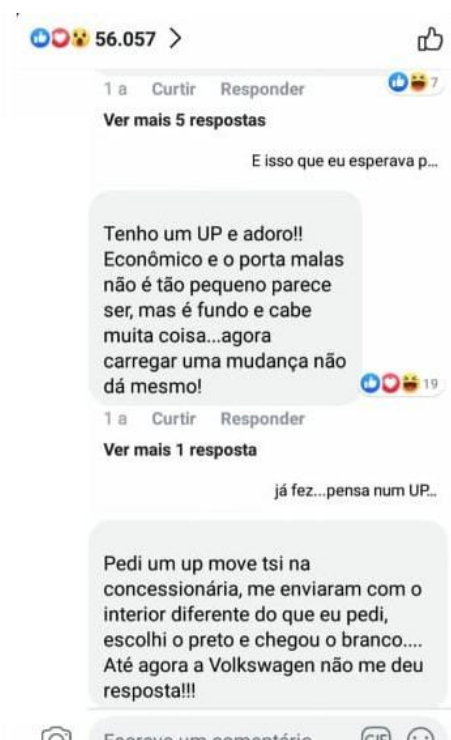 56.057 >
1 a Curtir Responder 7
Ver mais 5 respostas
E isso que eu esperava p...
Tenho um UP e adoro!!
Econômico e o porta malas
não é tão pequeno parece
ser, mas é fundo e cabe
muita coisa...agora
carregar uma mudança não
dá mesmo!
19
1 a Curtir Responder
Ver mais 1 resposta
já fez...pensa num UP...
Pedi um up move tsi na
concessionária, me enviaram com o
interior diferente do que eu pedi,
escolhi o preto e chegou o branco....
Até agora a Volkswagen não me deu
resposta!!!
Escreva um comentário
GIF